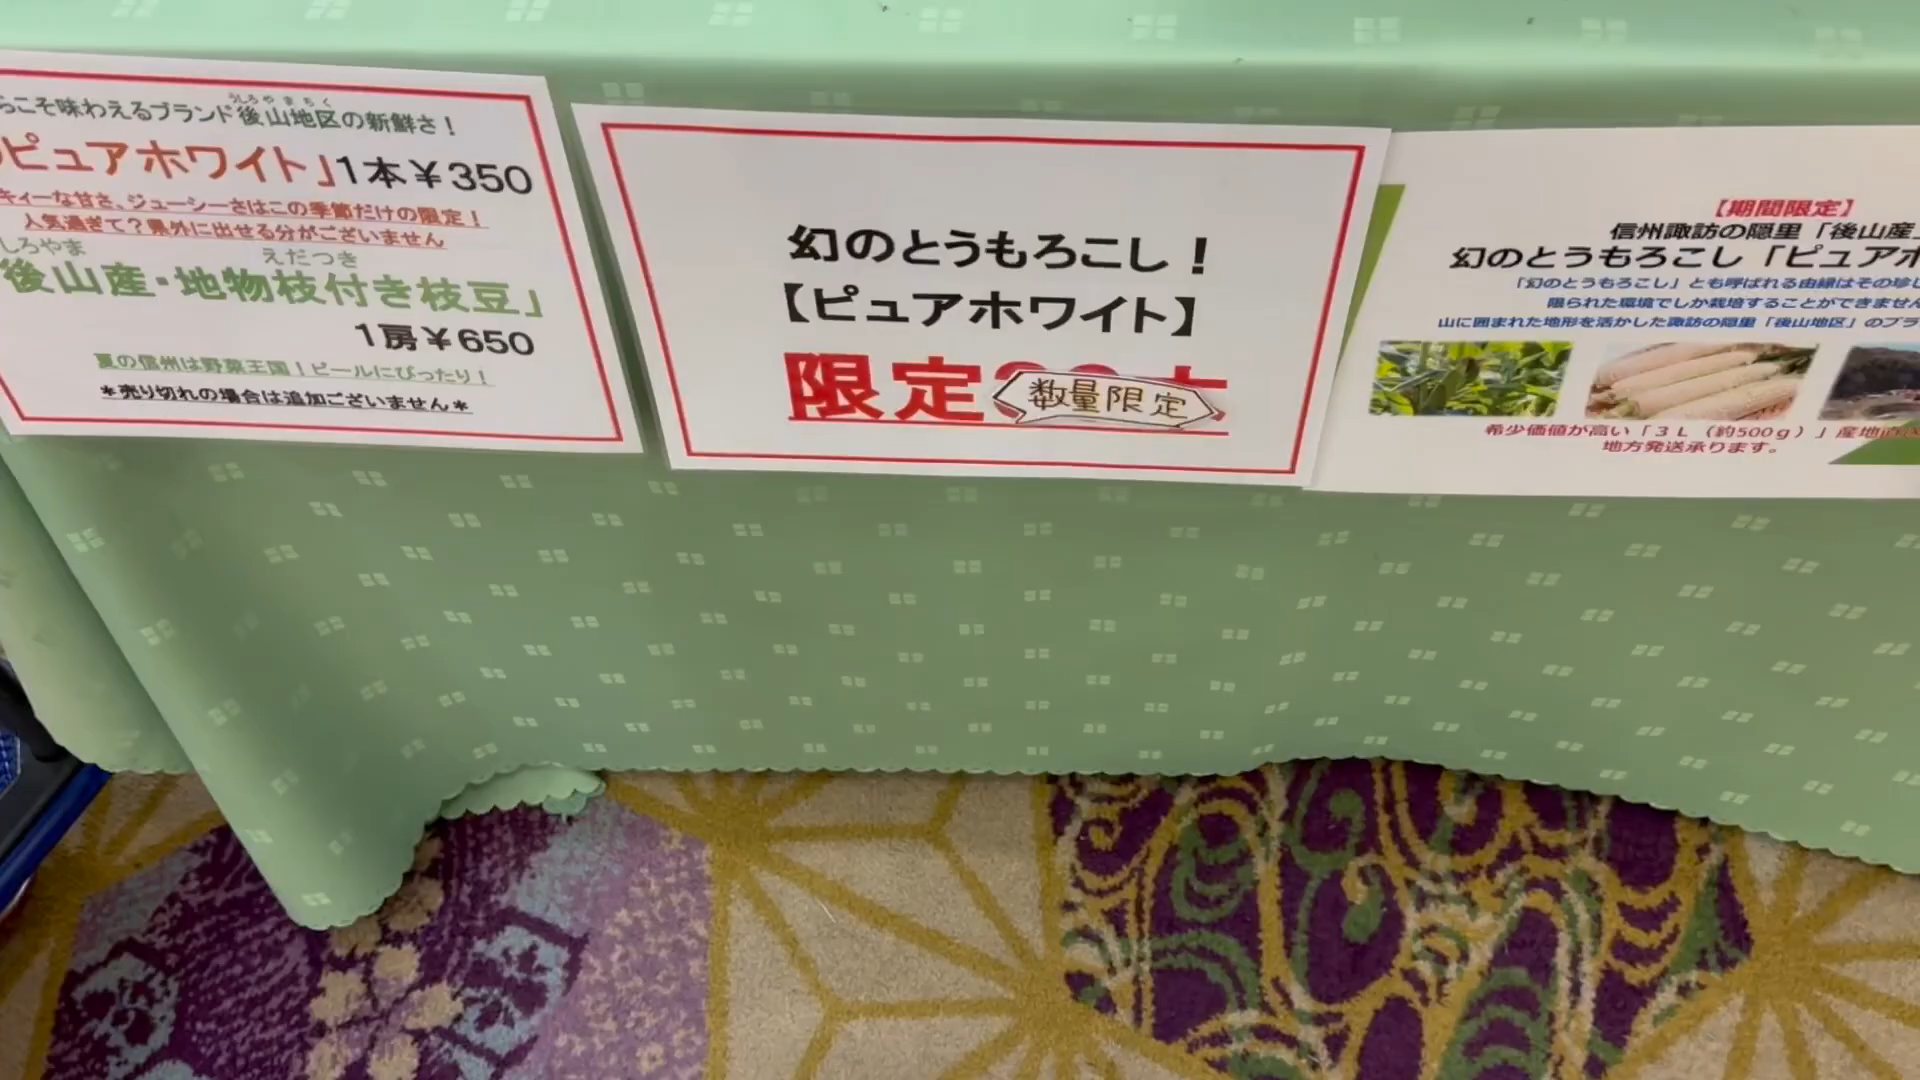 らこそ味わえるブランド後山地区の新鮮さ！
うしろやまちく
ピュアホワイト」1本￥350
キィーな甘さ、ジューシーさはこの季節だけの限定！
人気過ぎて？県外に出せる分がございません
しろやま
えだつき
後山産・地物枝付き枝豆」
1房￥650
夏の信州は野菜王国！ビールにぴったり！
＊売り切れの場合は追加ございません＊
幻のとうもろこし！
【ピュアホワイト】
限定
数量限定
【期間限定】
信州諏訪の隠里「後山産
幻のとうもろこし「ピュアホ
「幻のとうもろこし」とも呼ばれる由縁はその珍し
限られた環境でしか栽培することができません
山に囲まれた地形を活かした諏訪の隠里「後山地区」のブラ
希少価値が高い「３Ｌ（約500ｇ）」産地直送
地方発送承ります。